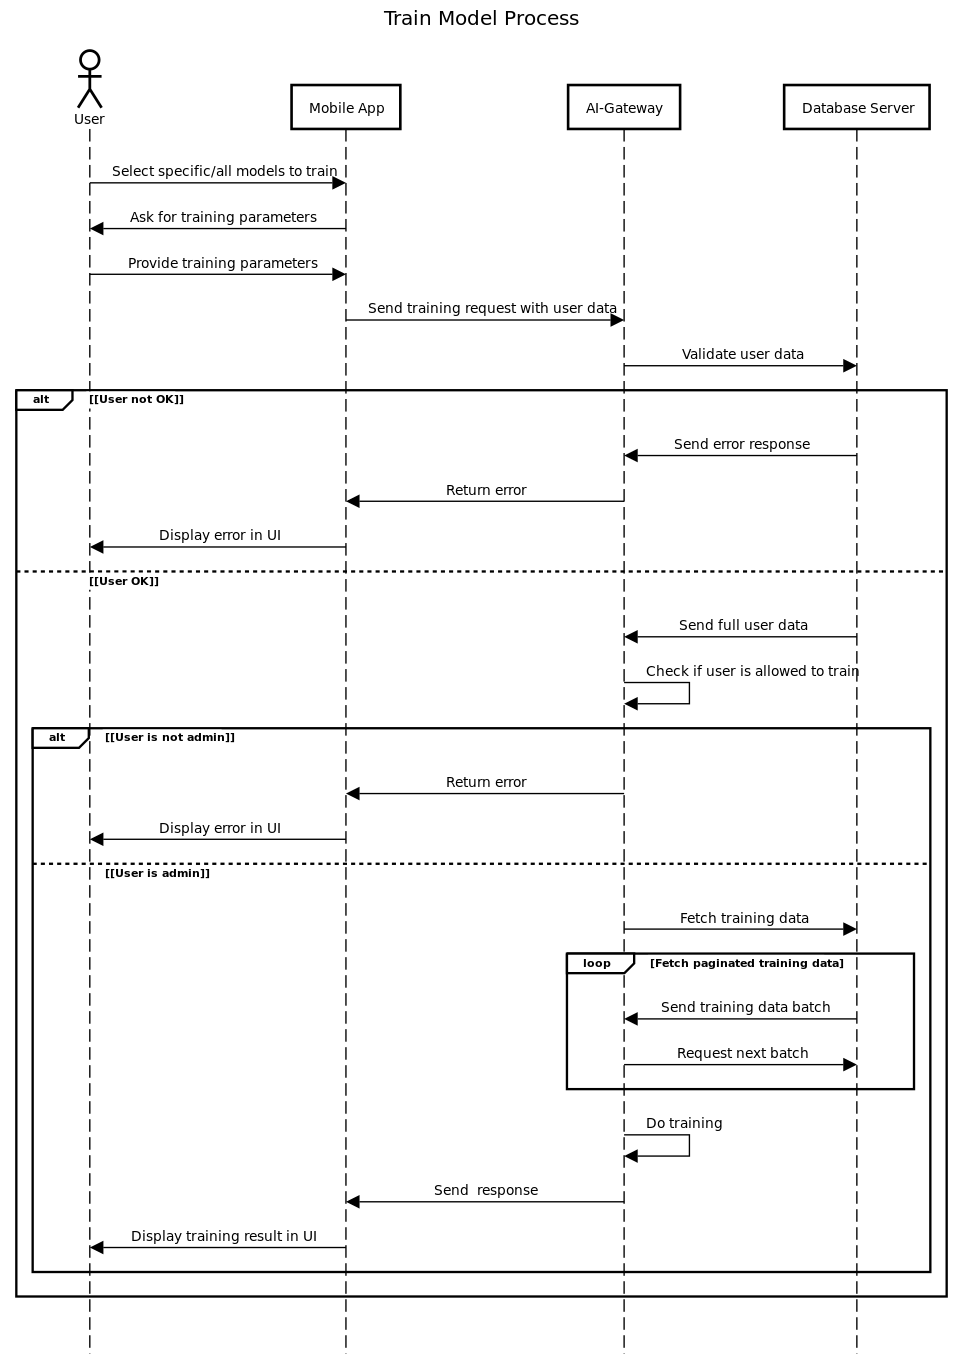 Train Model Process
User
Mobile App
AI-Gateway
Database Server
Select specific/all models to train
Ask for training parameters
Provide training parameters
Send training request with user data
Validate user data
alt [[User not OK]]
Send error response
Return error
Display error in UI
[[User OK]]
Send full user data
Check if user is allowed to train
alt [[User is not admin]]
Return error
Display error in UI
[[User is admin]]
Fetch training data
loop [Fetch paginated training data]
Send training data batch
Request next batch
Do training
Send  response
Display training result in UI